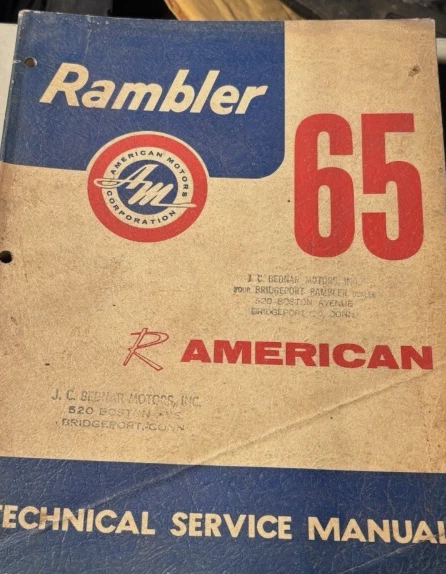 Rambler
65
AMERICAN MOTORS
AM
CORPORATION
J. C. BEDNAR MOTORS, INC.
YOUR BRIDGEPORT RAMBLER DEALER
520 BOSTON AVENUE
BRIDGEPORT, CONN.
R AMERICAN
J. C. BEDNAR MOTORS, INC.
520 BOSTON AVE.
BRIDGEPORT, CONN
TECHNICAL SERVICE MANUAL